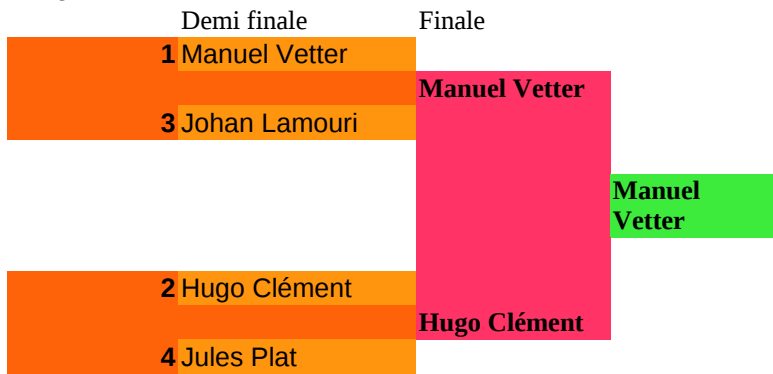 Demi finale Finale
1 Manuel Vetter
Manuel Vetter
3 Johan Lamouri
Manuel
Vetter
2 Hugo Clément
Hugo Clément
4 Jules Plat